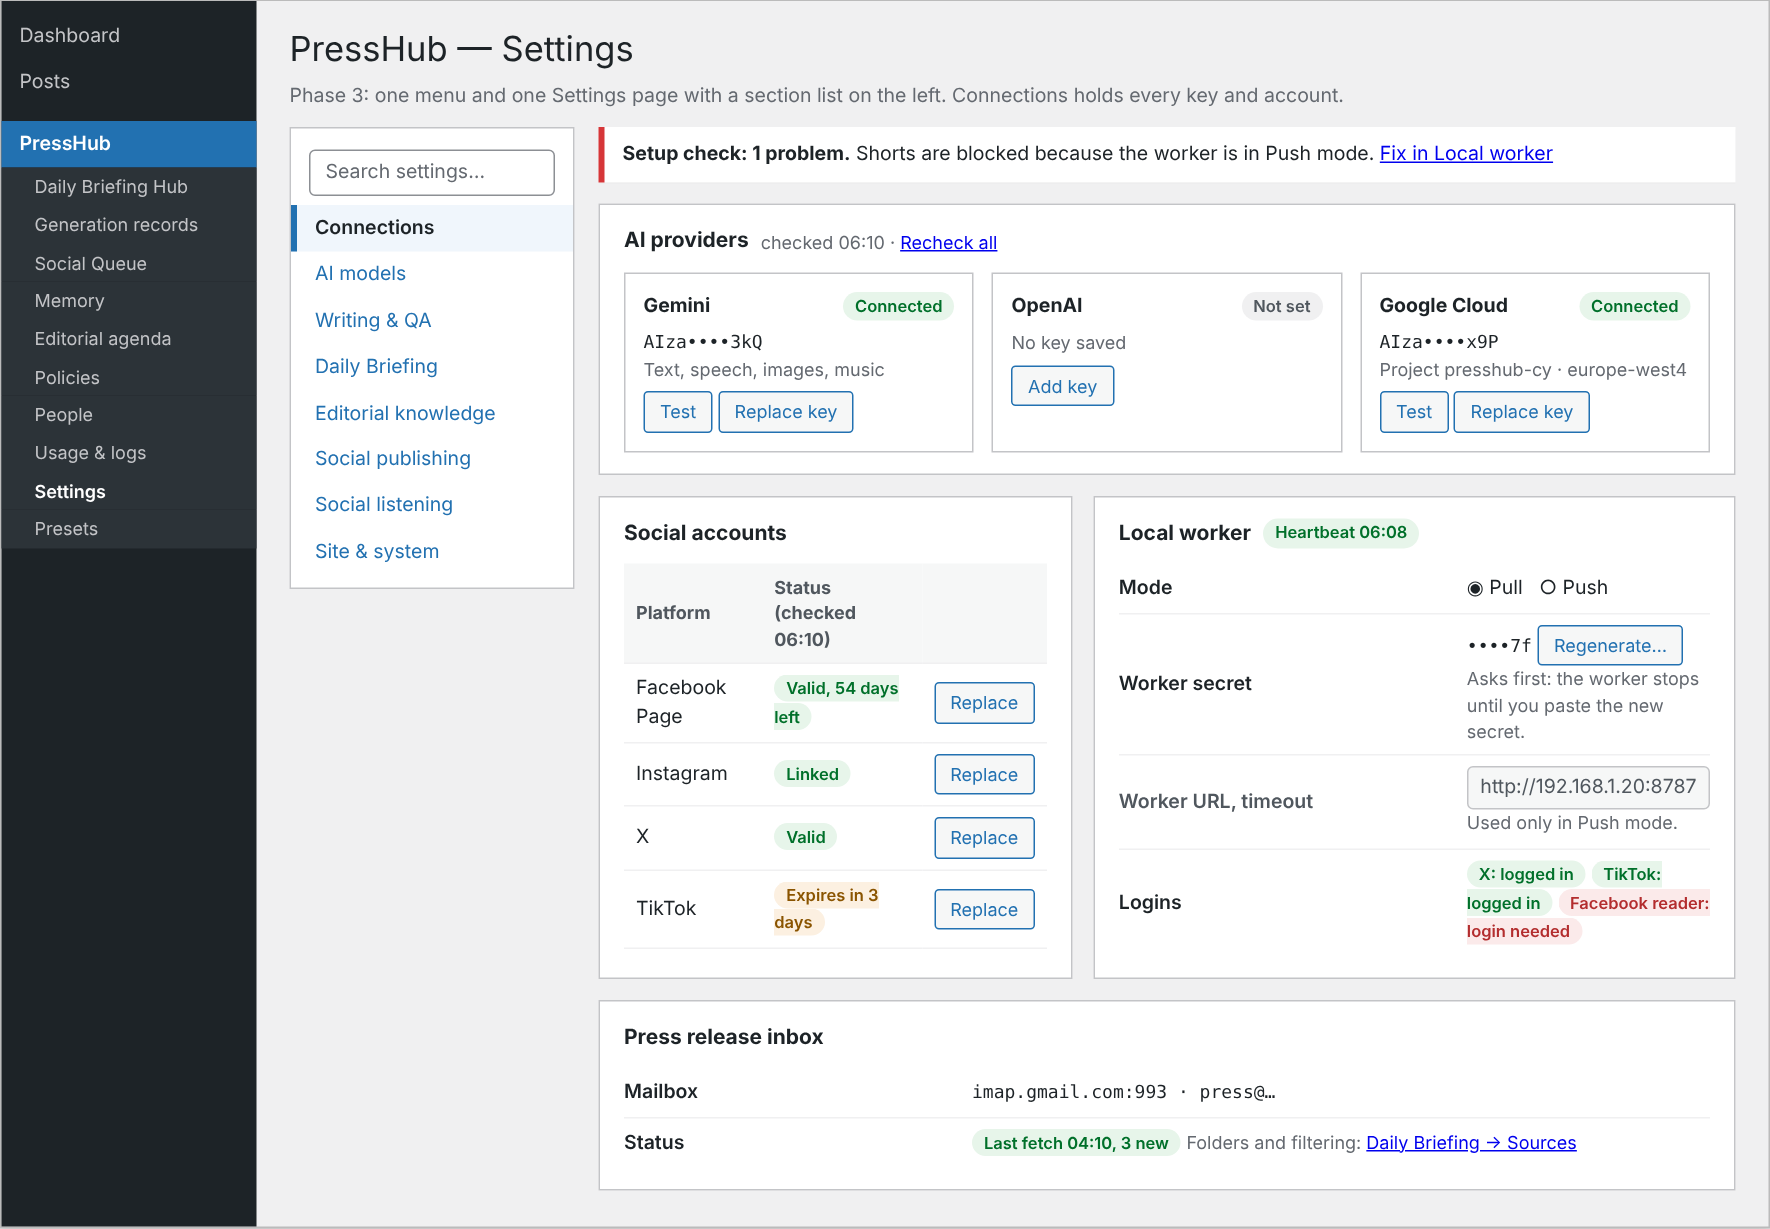 Dashboard
Posts
PressHub
Daily Briefing Hub
Generation records
Social Queue
Memory
Editorial agenda
Policies
People
Usage & logs
Settings
Presets
PressHub — Settings
Phase 3: one menu and one Settings page with a section list on the left. Connections holds every key and account.
Search settings...
Connections
AI models
Writing & QA
Daily Briefing
Editorial knowledge
Social publishing
Social listening
Site & system
Setup check: 1 problem. Shorts are blocked because the worker is in Push mode. Fix in Local worker
AI providers checked 06:10 · Recheck all
Gemini Connected
AIza••••3kQ
Text, speech, images, music
Test Replace key
OpenAI Not set
No key saved
Add key
Google Cloud Connected
AIza••••x9P
Project presshub-cy · europe-west4
Test Replace key
Social accounts
Platform
Status
(checked
06:10)
Facebook
Page
Valid, 54 days
left
Replace
Instagram Linked Replace
X Valid Replace
TikTok
Expires in 3
days
Replace
Local worker Heartbeat 06:08
Mode Pull Push
Worker secret
••••7f Regenerate...
Asks first: the worker stops
until you paste the new
secret.
Worker URL, timeout
http://192.168.1.20:8787
Used only in Push mode.
Logins
X: logged in TikTok:
logged in Facebook reader:
login needed
Press release inbox
Mailbox imap.gmail.com:993 · press@…
Status Last fetch 04:10, 3 new Folders and filtering: Daily Briefing → Sources